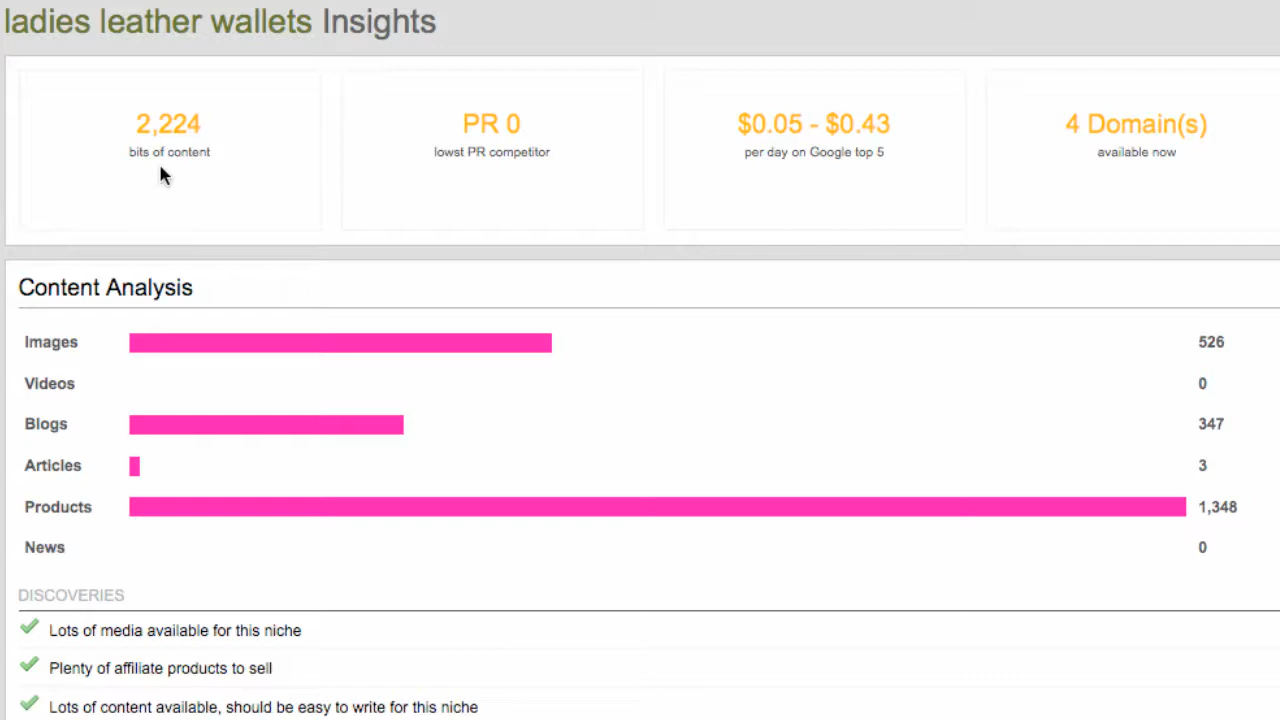 ladies leather wallets Insights
2,224
bits of content
PR 0
lowst PR competitor
$0.05 - $0.43
per day on Google top 5
4 Domain(s)
available now
Content Analysis
Images 526
Videos 0
Blogs 347
Articles 3
Products 1,348
News 0
DISCOVERIES
Lots of media available for this niche
Plenty of affiliate products to sell
Lots of content available, should be easy to write for this niche